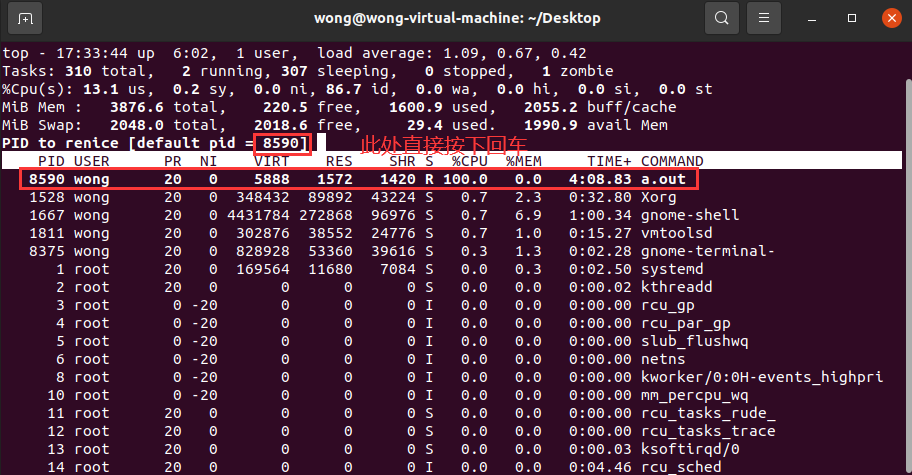 wong@wong-virtual-machine: ~/Desktop
top - 17:33:44 up  6:02,  1 user,  load average: 1.09, 0.67, 0.42
Tasks: 310 total,   2 running, 307 sleeping,   0 stopped,   1 zombie
%Cpu(s): 13.1 us,  0.2 sy,  0.0 ni, 86.7 id,  0.0 wa,  0.0 hi,  0.0 si,  0.0 st
MiB Mem :   3876.6 total,    220.5 free,   1600.9 used,   2055.2 buff/cache
MiB Swap:   2048.0 total,   2018.6 free,     29.4 used.   1990.9 avail Mem
PID to renice [default pid = 8590] 此处直接按下回车
PID USER      PR  NI    VIRT    RES    SHR S  %CPU  %MEM     TIME+ COMMAND
8590 wong      20   0    5888   1572   1420 R 100.0   0.0   4:08.83 a.out
1528 wong      20   0  348432  89892  43224 S   0.7   2.3   0:32.80 Xorg
1667 wong      20   0 4431784 272868  96976 S   0.7   6.9   1:00.34 gnome-shell
1811 wong      20   0  302876  38552  24776 S   0.7   1.0   0:15.27 vmtoolsd
8375 wong      20   0  828928  53360  39616 S   0.3   1.3   0:02.28 gnome-terminal-
1 root      20   0  169564  11680   7084 S   0.0   0.3   0:02.50 systemd
2 root      20   0       0      0      0 S   0.0   0.0   0:00.02 kthreadd
3 root       0 -20       0      0      0 I   0.0   0.0   0:00.00 rcu_gp
4 root       0 -20       0      0      0 I   0.0   0.0   0:00.00 rcu_par_gp
5 root       0 -20       0      0      0 I   0.0   0.0   0:00.00 slub_flushwq
6 root       0 -20       0      0      0 I   0.0   0.0   0:00.00 netns
8 root       0 -20       0      0      0 I   0.0   0.0   0:00.00 kworker/0:0H-events_highpri
10 root       0 -20       0      0      0 I   0.0   0.0   0:00.00 mm_percpu_wq
11 root      20   0       0      0      0 S   0.0   0.0   0:00.00 rcu_tasks_rude_
12 root      20   0       0      0      0 S   0.0   0.0   0:00.00 rcu_tasks_trace
13 root      20   0       0      0      0 S   0.0   0.0   0:00.03 ksoftirqd/0
14 root      20   0       0      0      0 I   0.0   0.0   0:04.46 rcu_sched